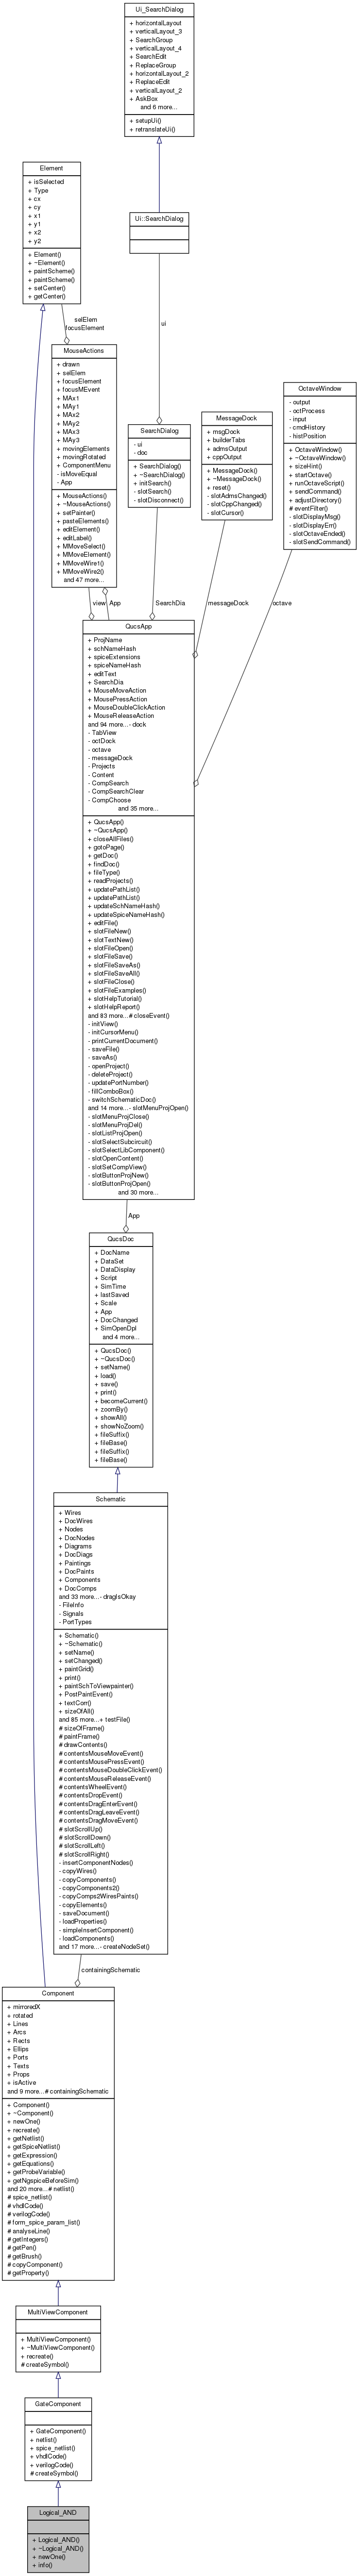 Ui_SearchDialog
+ horizontalLayout
+ verticalLayout_3
+ SearchGroup
+ verticalLayout_4
+ SearchEdit
+ ReplaceGroup
+ horizontalLayout_2
+ ReplaceEdit
+ verticalLayout_2
+ AskBox
and 6 more...
+ setupUi()
+ retranslateUi()
Element
+ isSelected
+ Type
+ cx
+ cy
+ x1
+ y1
+ x2
+ y2
+ Element()
+ ~Element()
+ paintScheme()
+ paintScheme()
+ setCenter()
+ getCenter()
Ui::SearchDialog
selElem
focusElement
ui
MouseActions
+ drawn
+ selElem
+ focusElement
+ focusMEvent
+ MAx1
+ MAy1
+ MAx2
+ MAy2
+ MAx3
+ MAy3
+ movingElements
+ movingRotated
+ ComponentMenu
- isMoveEqual
- App
+ MouseActions()
+ ~MouseActions()
+ setPainter()
+ pasteElements()
+ editElement()
+ editLabel()
+ MMoveSelect()
+ MMoveElement()
+ MMoveWire1()
+ MMoveWire2()
and 47 more...
SearchDialog
- ui
- doc
+ SearchDialog()
+ ~SearchDialog()
+ initSearch()
- slotSearch()
- slotDisconnect()
MessageDock
+ msgDock
+ builderTabs
+ admsOutput
+ cppOutput
+ MessageDock()
+ ~MessageDock()
+ reset()
- slotAdmsChanged()
- slotCppChanged()
- slotCursor()
OctaveWindow
- output
- octProcess
- input
- cmdHistory
- histPosition
+ OctaveWindow()
+ ~OctaveWindow()
+ sizeHint()
+ startOctave()
+ runOctaveScript()
+ sendCommand()
+ adjustDirectory()
# eventFilter()
- slotDisplayMsg()
- slotDisplayErr()
- slotOctaveEnded()
- slotSendCommand()
view
App
SearchDia
messageDock
octave
QucsApp
+ ProjName
+ schNameHash
+ spiceExtensions
+ spiceNameHash
+ editText
+ SearchDia
+ MouseMoveAction
+ MousePressAction
+ MouseDoubleClickAction
+ MouseReleaseAction
and 94 more...- dock
- TabView
- octDock
- octave
- messageDock
- Projects
- Content
- CompSearch
- CompSearchClear
- CompChoose
and 35 more...
+ QucsApp()
+ ~QucsApp()
+ closeAllFiles()
+ gotoPage()
+ getDoc()
+ findDoc()
+ fileType()
+ readProjects()
+ updatePathList()
+ updatePathList()
+ updateSchNameHash()
+ updateSpiceNameHash()
+ editFile()
+ slotFileNew()
+ slotTextNew()
+ slotFileOpen()
+ slotFileSave()
+ slotFileSaveAs()
+ slotFileSaveAll()
+ slotFileClose()
+ slotFileExamples()
+ slotHelpTutorial()
+ slotHelpReport()
and 83 more...# closeEvent()
- initView()
- initCursorMenu()
- printCurrentDocument()
- saveFile()
- saveAs()
- openProject()
- deleteProject()
- updatePortNumber()
- fillComboBox()
- switchSchematicDoc()
and 14 more...- slotMenuProjOpen()
- slotMenuProjClose()
- slotMenuProjDel()
- slotListProjOpen()
- slotSelectSubcircuit()
- slotSelectLibComponent()
- slotOpenContent()
- slotSetCompView()
- slotButtonProjNew()
- slotButtonProjOpen()
and 30 more...
App
QucsDoc
+ DocName
+ DataSet
+ DataDisplay
+ Script
+ SimTime
+ lastSaved
+ Scale
+ App
+ DocChanged
+ SimOpenDpl
and 4 more...
+ QucsDoc()
+ ~QucsDoc()
+ setName()
+ load()
+ save()
+ print()
+ becomeCurrent()
+ zoomBy()
+ showAll()
+ showNoZoom()
+ fileSuffix()
+ fileBase()
+ fileSuffix()
+ fileBase()
Schematic
+ Wires
+ DocWires
+ Nodes
+ DocNodes
+ Diagrams
+ DocDiags
+ Paintings
+ DocPaints
+ Components
+ DocComps
and 33 more...- dragIsOkay
- FileInfo
- Signals
- PortTypes
+ Schematic()
+ ~Schematic()
+ setName()
+ setChanged()
+ paintGrid()
+ print()
+ paintSchToViewpainter()
+ PostPaintEvent()
+ textCorr()
+ sizeOfAll()
and 85 more...+ testFile()
# sizeOfFrame()
# paintFrame()
# drawContents()
# contentsMouseMoveEvent()
# contentsMousePressEvent()
# contentsMouseDoubleClickEvent()
# contentsMouseReleaseEvent()
# contentsWheelEvent()
# contentsDropEvent()
# contentsDragEnterEvent()
# contentsDragLeaveEvent()
# contentsDragMoveEvent()
# slotScrollUp()
# slotScrollDown()
# slotScrollLeft()
# slotScrollRight()
- insertComponentNodes()
- copyWires()
- copyComponents()
- copyComponents2()
- copyComps2WiresPaints()
- copyElements()
- saveDocument()
- loadProperties()
- simpleInsertComponent()
- loadComponents()
and 17 more...- createNodeSet()
containingSchematic
Component
+ mirroredX
+ rotated
+ Lines
+ Arcs
+ Rects
+ Ellips
+ Ports
+ Texts
+ Props
+ isActive
and 9 more...# containingSchematic
+ Component()
+ ~Component()
+ newOne()
+ recreate()
+ getNetlist()
+ getSpiceNetlist()
+ getExpression()
+ getEquations()
+ getProbeVariable()
+ getNgspiceBeforeSim()
and 20 more...# netlist()
# spice_netlist()
# vhdlCode()
# verilogCode()
# form_spice_param_list()
# analyseLine()
# getIntegers()
# getPen()
# getBrush()
# copyComponent()
# getProperty()
MultiViewComponent
+ MultiViewComponent()
+ ~MultiViewComponent()
+ recreate()
# createSymbol()
GateComponent
+ GateComponent()
+ netlist()
+ spice_netlist()
+ vhdlCode()
+ verilogCode()
# createSymbol()
Logical_AND
+ Logical_AND()
+ ~Logical_AND()
+ newOne()
+ info()